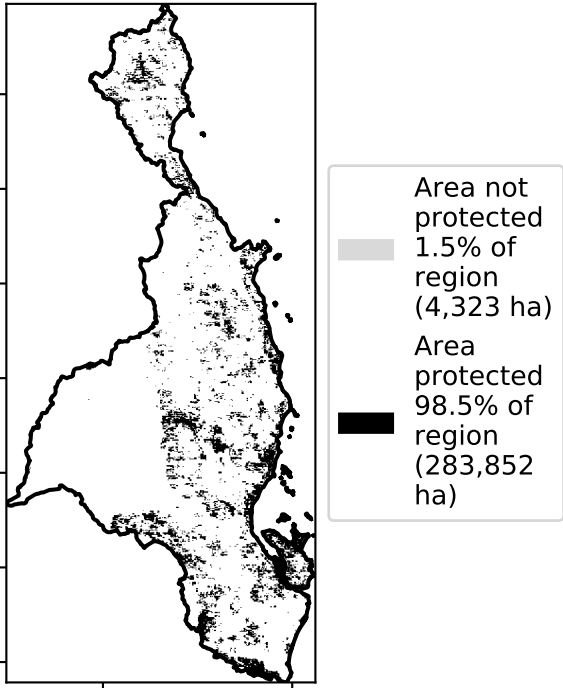 Area not
protected
1.5% of
region
(4,323 ha)
Area
protected
98.5% of
region
(283,852
ha)